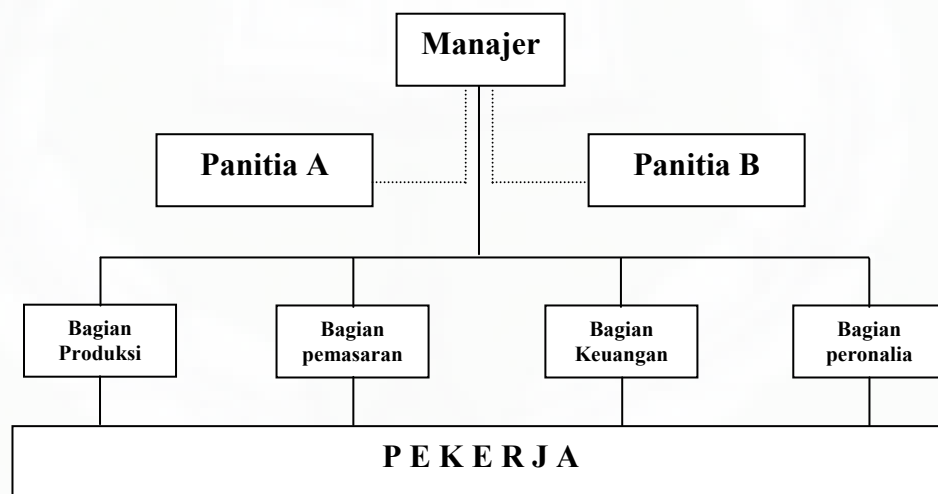 Manajer
Panitia A
Panitia B
Bagian
Produksi
Bagian
pemasaran
Bagian
Keuangan
Bagian
peronalia
P E K E R J A